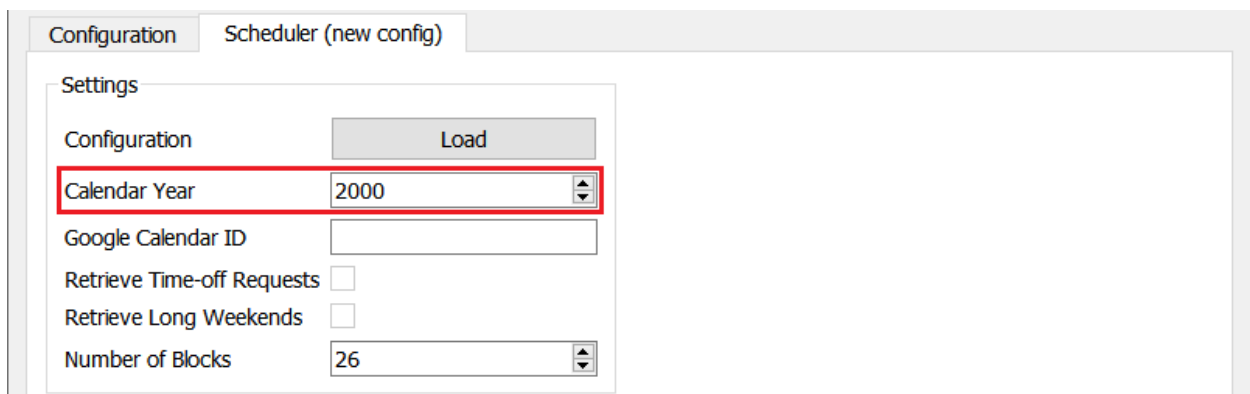 Configuration Scheduler (new config)
Settings
Configuration Load
Calendar Year 2000
Google Calendar ID
Retrieve Time-off Requests
Retrieve Long Weekends
Number of Blocks 26